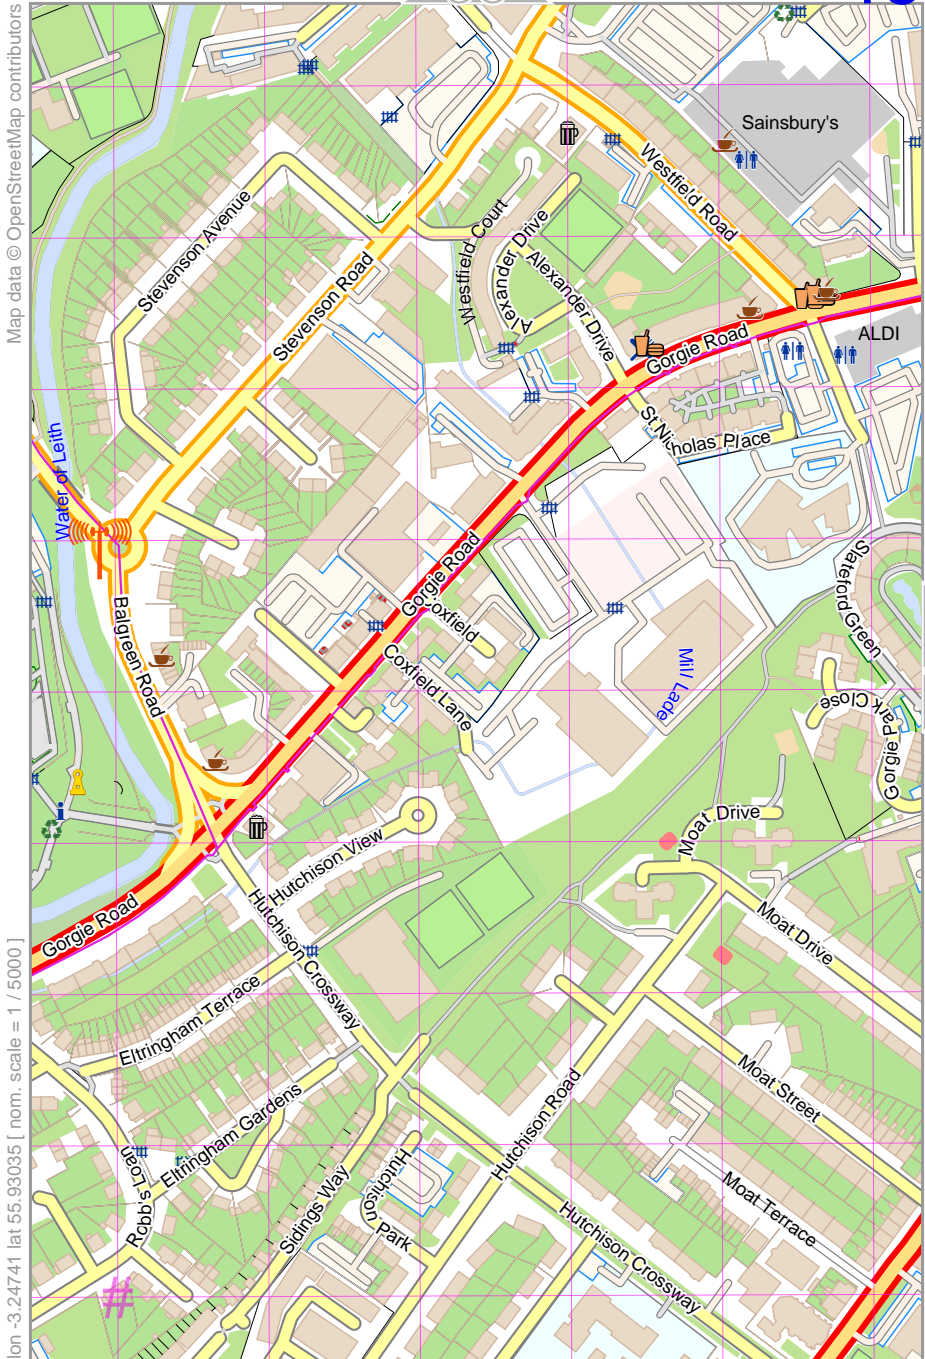 Map data © OpenStreetMap contributors
lon -3.24741 lat 55.93035 [ nom. scale = 1 / 5000 ]
Sainsbury's
Westfield Road
Stevenson Avenue
Westfield Court
Alexander Drive
Alexander Drive
Stevenson Road
ALDI
Gorgie Road
St Nicholas Place
Water of Leith
Gorgie Road
Slateford Green
Balgreen Road
Coxfield
Coxfield Lane
Mill Lade
Gorgie Park Close
Moat Drive
Hutchison View
Gorgie Road
Hutchison Crossway
Moat Drive
Eltringham Terrace
Moat Street
Hutchison Road
Eltringham Gardens
Robb's Loan
Sidings Way
Hutchison Park
Moat Terrace
Hutchison Crossway
#